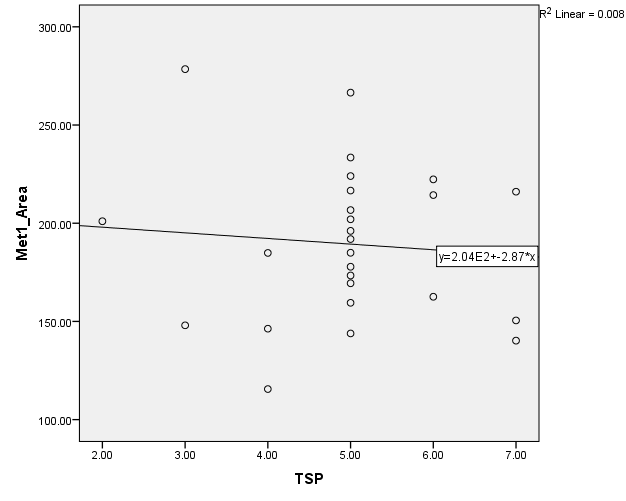 R² Linear = 0.008
300.00
250.00
200.00
150.00
100.00
Met1_Area
y=2.04E2+-2.87*x
2.00 3.00 4.00 5.00 6.00 7.00
TSP